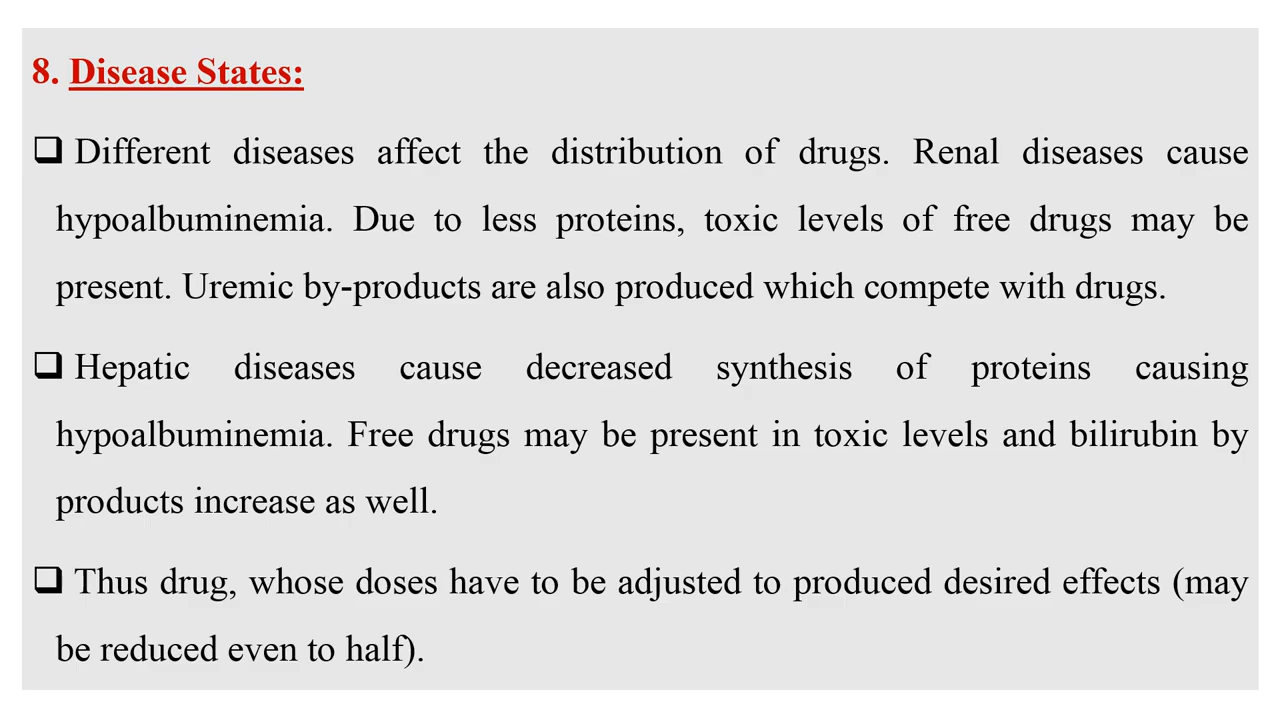 8. Disease States:
❑ Different diseases affect the distribution of drugs. Renal diseases cause
hypoalbuminemia. Due to less proteins, toxic levels of free drugs may be
present. Uremic by-products are also produced which compete with drugs.
❑ Hepatic diseases cause decreased synthesis of proteins causing
hypoalbuminemia. Free drugs may be present in toxic levels and bilirubin by
products increase as well.
❑ Thus drug, whose doses have to be adjusted to produced desired effects (may
be reduced even to half).